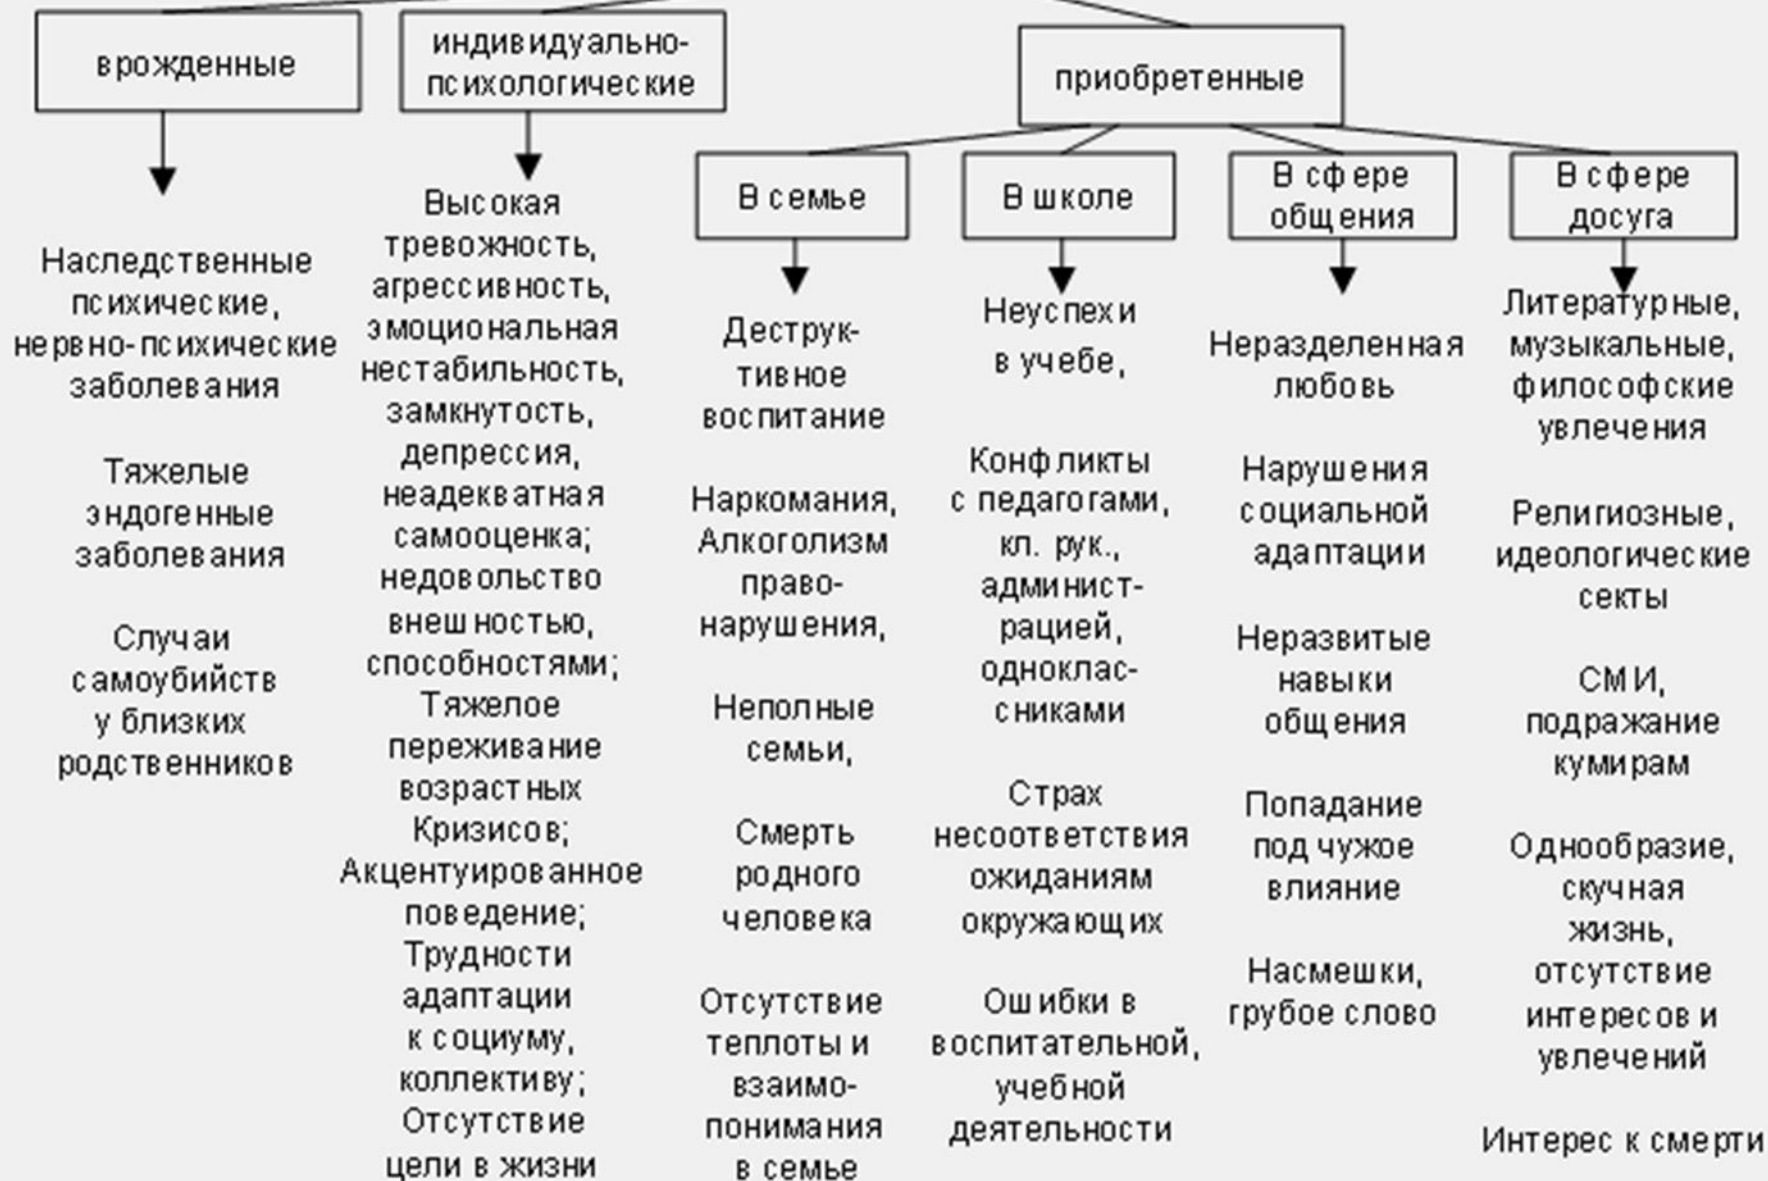 врожденные
индивидуально-
психологические
приобретенные
В семье
В школе
В сфере
общения
В сфере
досуга
Наследственные
психические,
нервно-психические
заболевания
Тяжелые
эндогенные
заболевания
Случаи
самоубийств
у близких
родственников
Высокая
тревожность,
агрессивность,
эмоциональная
нестабильность,
замкнутость,
депрессия,
неадекватная
самооценка;
недовольство
внешностью,
способностями;
Тяжелое
переживание
возрастных
Кризисов;
Акцентуированное
поведение;
Трудности
адаптации
к социуму,
коллективу;
Отсутствие
цели в жизни
Деструк-
тивное
воспитание
Наркомания,
Алкоголизм
право-
нарушения,
Неполные
семьи,
Смерть
родного
человека
Отсутствие
теплоты и
взаимо-
понимания
в семье
Неуспехи
в учебе,
Конфликты
с педагогами,
кл. рук.,
админист-
рацией,
одноклас-
сниками
Страх
несоответствия
ожиданиям
окружающих
Ошибки в
воспитательной,
учебной
деятельности
Неразделенная
любовь
Нарушения
социальной
адаптации
Неразвитые
навыки
общения
Попадание
под чужое
влияние
Насмешки,
грубое слово
Литературные,
музыкальные,
философские
увлечения
Религиозные,
идеологические
секты
СМИ,
подражание
кумирам
Однообразие,
скучная
жизнь,
отсутствие
интересов и
увлечений
Интерес к смерти